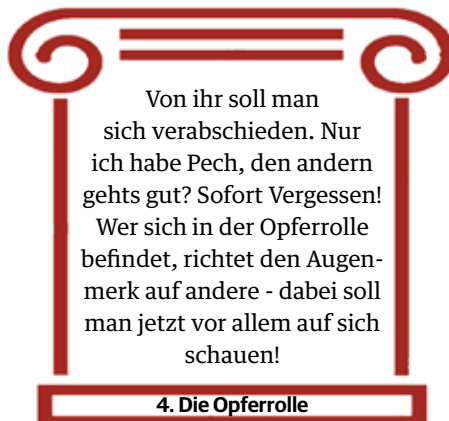 Von ihr soll man
sich verabschieden. Nur
ich habe Pech, den andern
gehts gut? Sofort Vergessen!
Wer sich in der Opferrolle
befindet, richtet den Augen-
merk auf andere - dabei soll
man jetzt vor allem auf sich
schauen!
4. Die Opferrolle